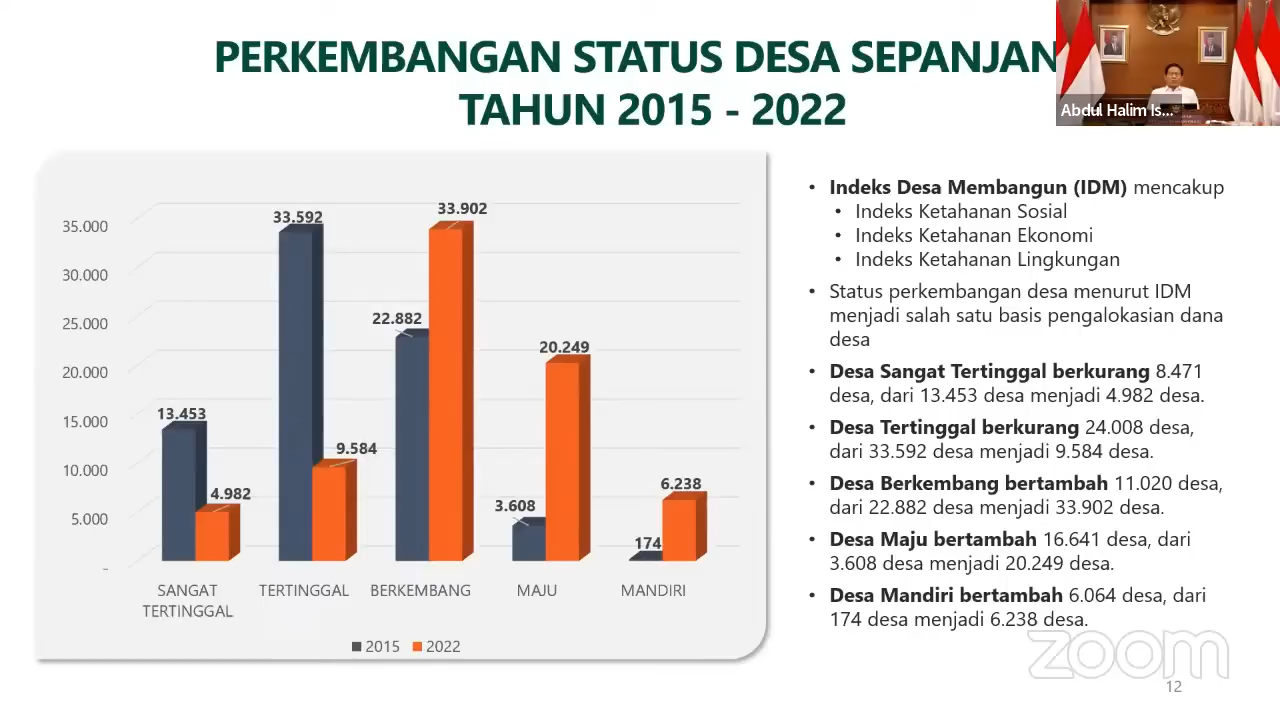 PERKEMBANGAN STATUS DESA SEPANJAN
TAHUN 2015 - 2022
Abdul Halim Is...
35.000
30.000
25.000
20.000
15.000
10.000
5.000
-
13.453
4.982
33.592
9.584
22.882
33.902
3.608
20.249
174
6.238
SANGAT
TERTINGGAL
TERTINGGAL
BERKEMBANG
MAJU
MANDIRI
2015
2022
• Indeks Desa Membangun (IDM) mencakup
• Indeks Ketahanan Sosial
• Indeks Ketahanan Ekonomi
• Indeks Ketahanan Lingkungan
• Status perkembangan desa menurut IDM
menjadi salah satu basis pengalokasian dana
desa
• Desa Sangat Tertinggal berkurang 8.471
desa, dari 13.453 desa menjadi 4.982 desa.
• Desa Tertinggal berkurang 24.008 desa,
dari 33.592 desa menjadi 9.584 desa.
• Desa Berkembang bertambah 11.020 desa,
dari 22.882 desa menjadi 33.902 desa.
• Desa Maju bertambah 16.641 desa, dari
3.608 desa menjadi 20.249 desa.
• Desa Mandiri bertambah 6.064 desa, dari
174 desa menjadi 6.238 desa.
zoom
12